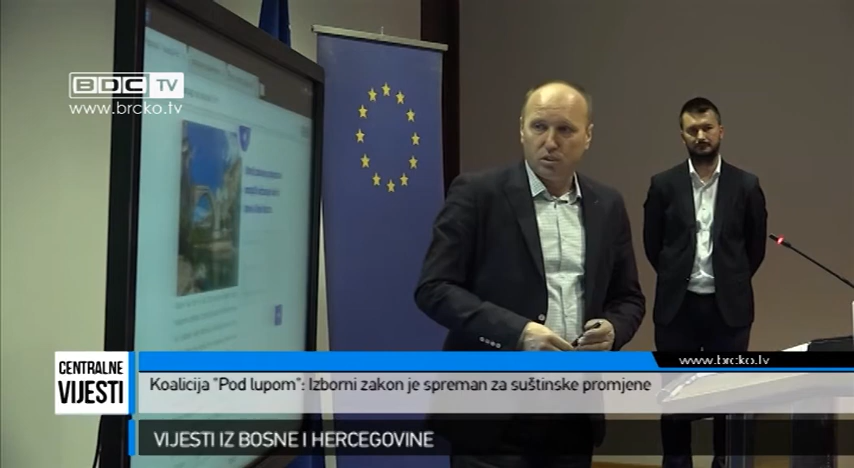 BDC TV
www.brcko.tv
www.brcko.tv
CENTRALNE
VIJESTI
Koalicija "Pod lupom": Izborni zakon je spreman za suštinske promjene
VIJESTI IZ BOSNE I HERCEGOVINE